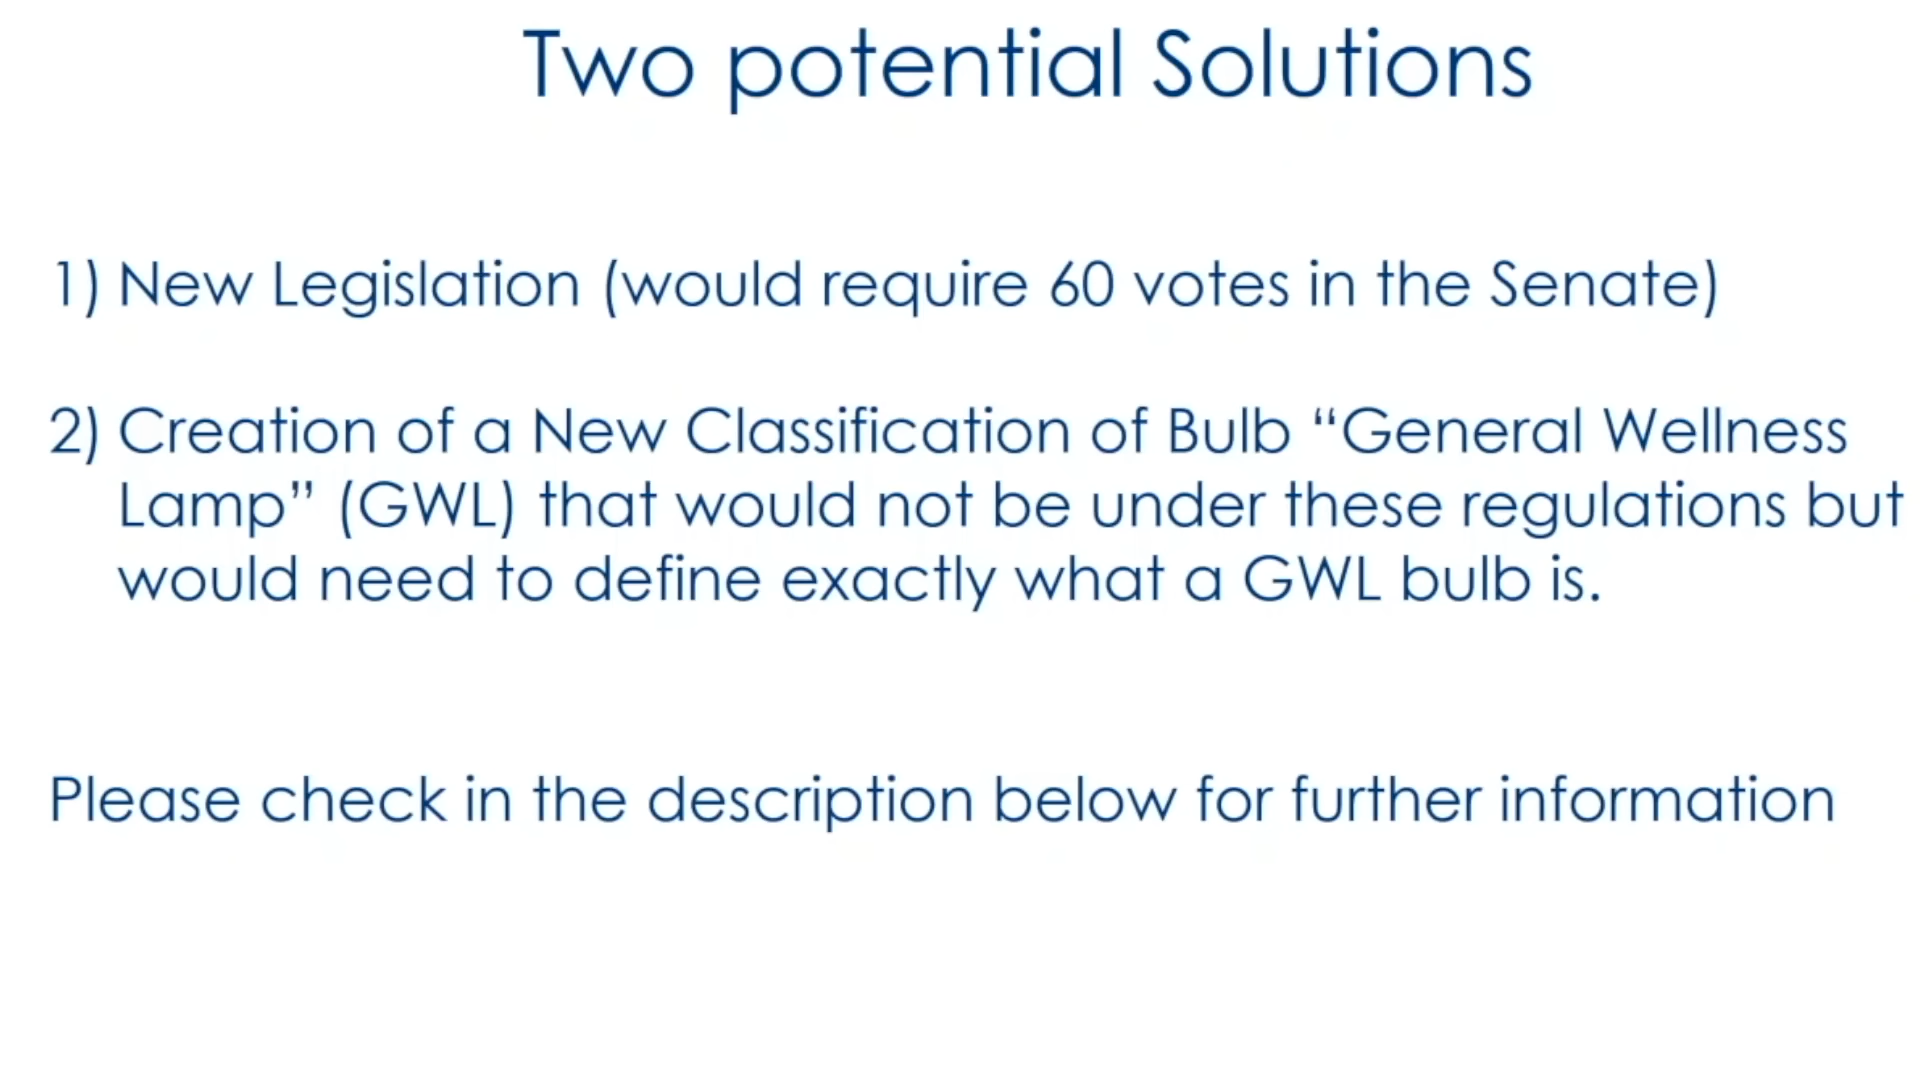 Two potential Solutions
1) New Legislation (would require 60 votes in the Senate)
2) Creation of a New Classification of Bulb “General Wellness
Lamp” (GWL) that would not be under these regulations but
would need to define exactly what a GWL bulb is.
Please check in the description below for further information